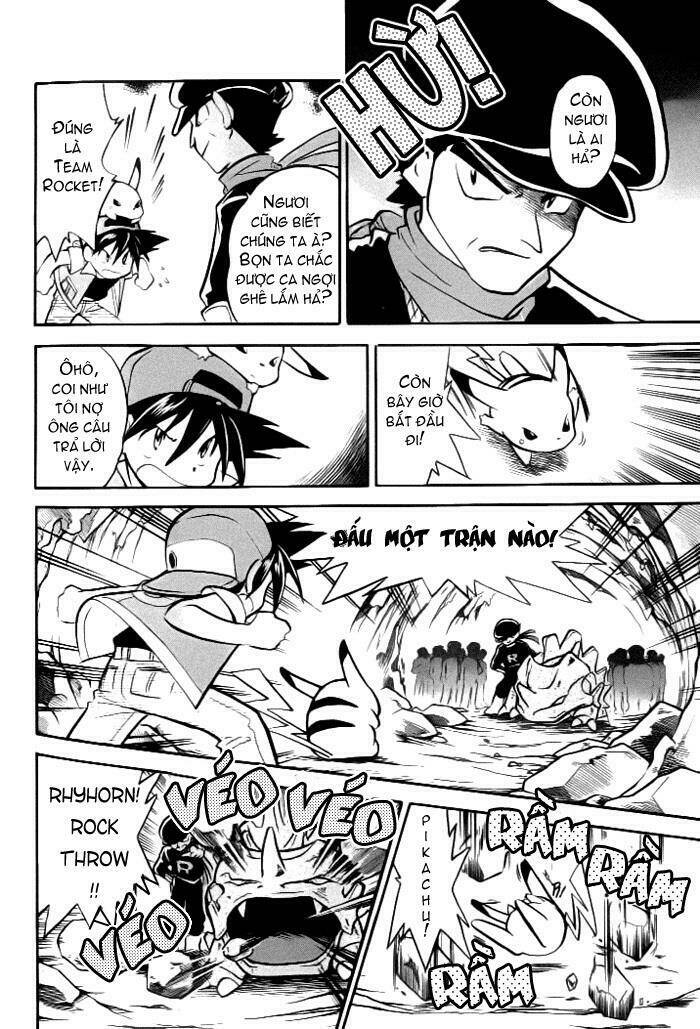 ĐÚNG
LÀ
TEAM
ROCKET!
NGƯƠI
CŨNG BIẾT
CHÚNG TA À?
BỌN TA CHẮC
ĐƯỢC CA NGỢI
GHÊ LẮM HẢ?
HỪ!
CÒN
NGƯƠI
LÀ AI
HẢ?
ÔHÔ,
COI NHƯ
TÔI NỢ
ÔNG CÂU
TRẢ LỜI
VẬY.
CÒN
BÂY GIỜ
BẮT ĐẦU
ĐI!
ĐẤU MỘT TRẬN NÀO!
R
RHYHORN!
ROCK
THROW
!!
VÉO
VÉO
VÉO
R
PIKACHU!
RẦM
RẦM
RẦM